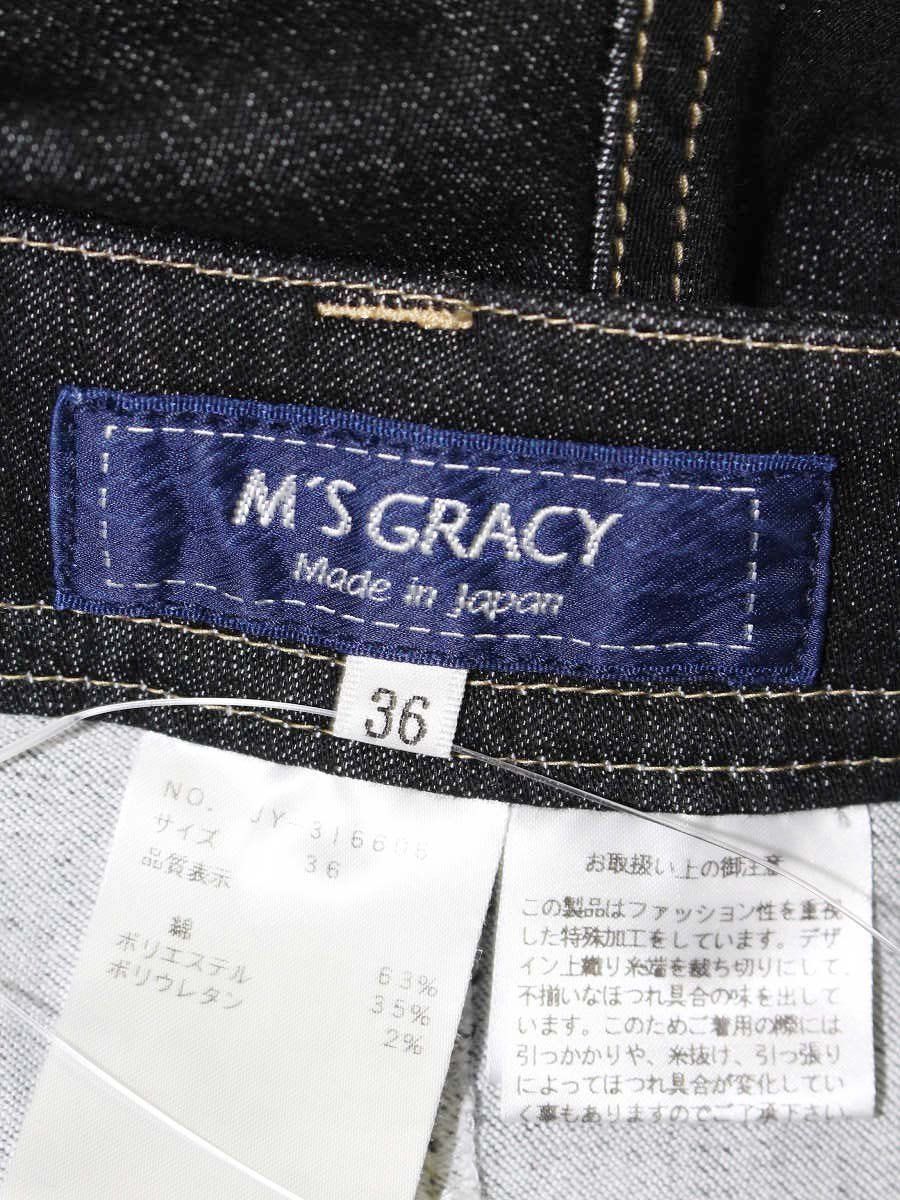 M'S GRACY
Made in Japan
36
NO. JY-316606
サイズ 36
品質表示
綿 63%
ポリエステル 35%
ポリウレタン 2%
お取扱い上の御注意
この製品はファッション性を重視
した特殊加工をしています。デザ
イン上織り糸端を裁ち切りにして、
不揃いなほつれ具合の味を出して
います。このためご着用の際には
引っかかりや、糸抜け、引っ張り
によってほつれ具合が変化してい
く事もありますのでご了承下さい